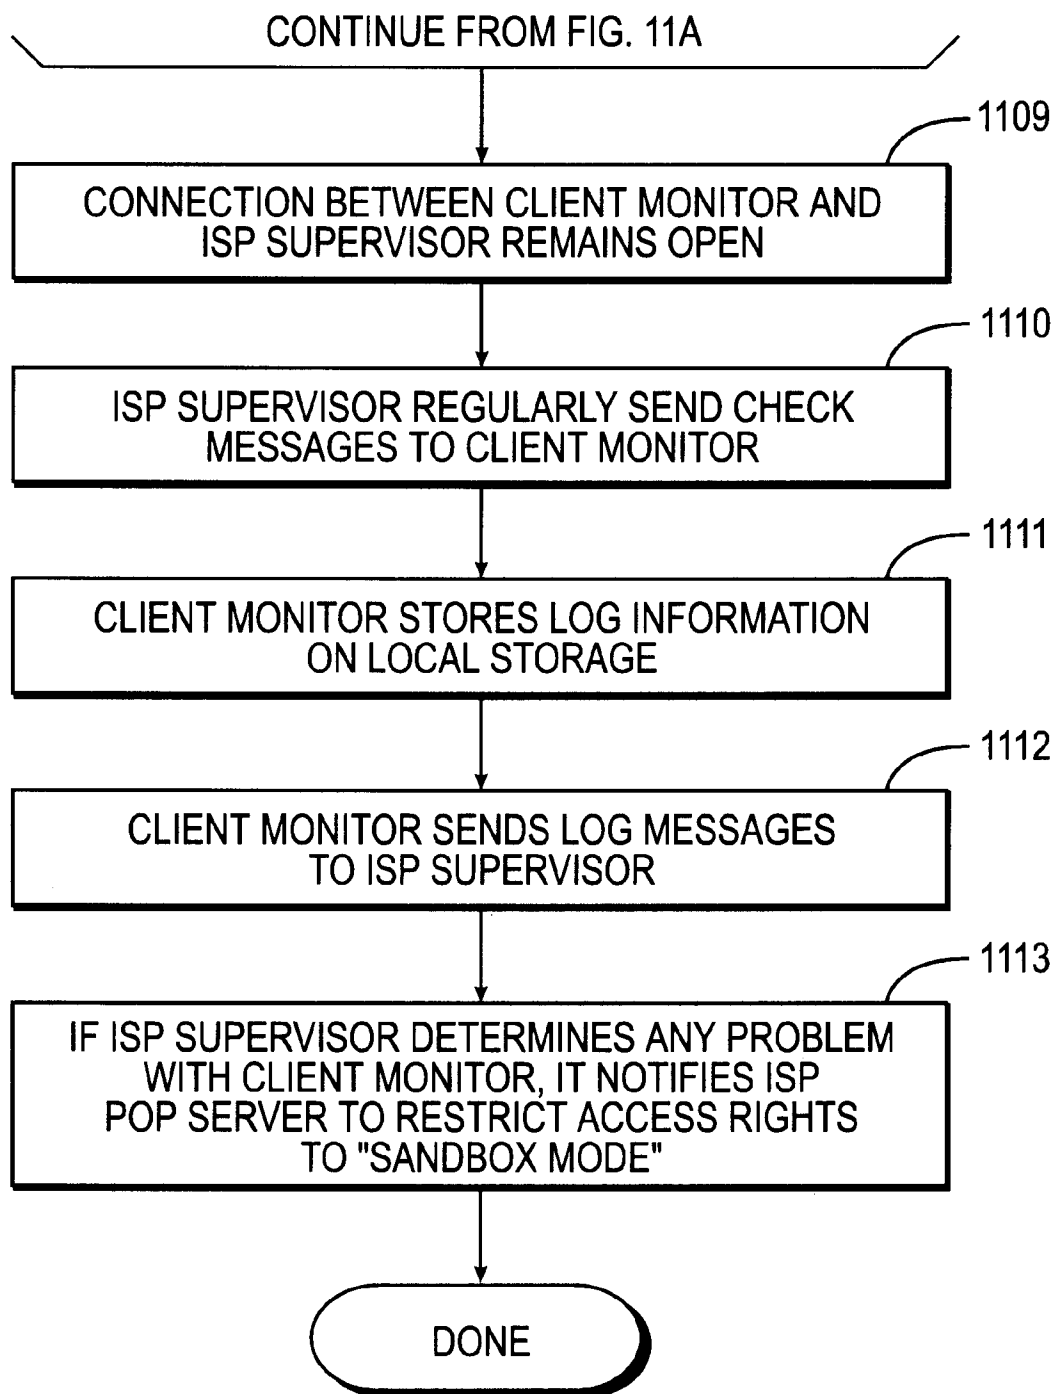 CONTINUE FROM FIG. 11A
1109
CONNECTION BETWEEN CLIENT MONITOR AND
ISP SUPERVISOR REMAINS OPEN
1110
ISP SUPERVISOR REGULARLY SEND CHECK
MESSAGES TO CLIENT MONITOR
1111
CLIENT MONITOR STORES LOG INFORMATION
ON LOCAL STORAGE
1112
CLIENT MONITOR SENDS LOG MESSAGES
TO ISP SUPERVISOR
1113
IF ISP SUPERVISOR DETERMINES ANY PROBLEM
WITH CLIENT MONITOR, IT NOTIFIES ISP
POP SERVER TO RESTRICT ACCESS RIGHTS
TO "SANDBOX MODE"
DONE